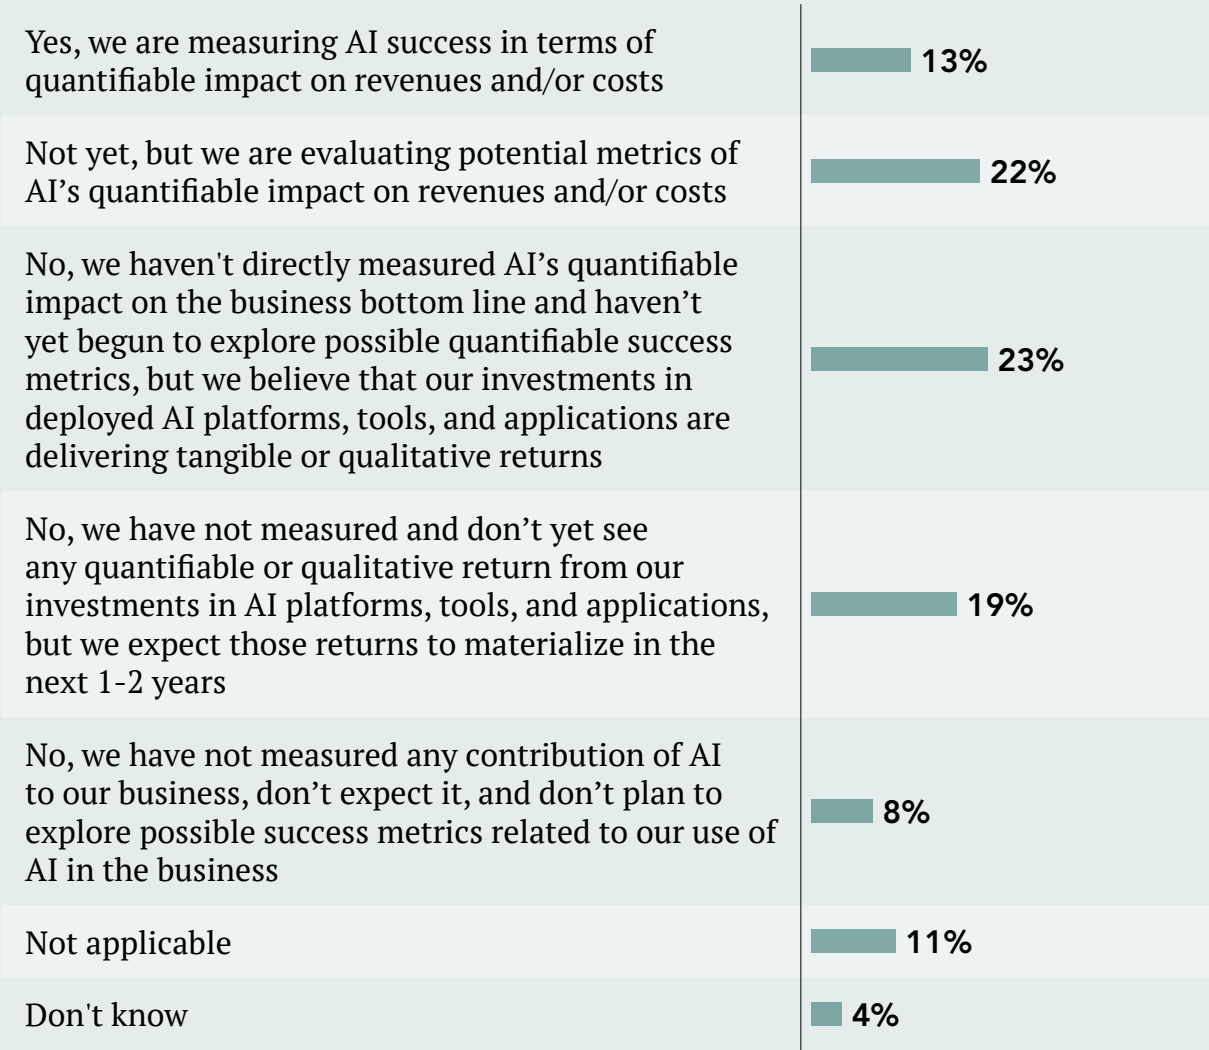 Yes, we are measuring AI success in terms of
quantifiable impact on revenues and/or costs
13%
Not yet, but we are evaluating potential metrics of
AI’s quantifiable impact on revenues and/or costs
22%
No, we haven't directly measured AI’s quantifiable
impact on the business bottom line and haven’t
yet begun to explore possible quantifiable success
metrics, but we believe that our investments in
deployed AI platforms, tools, and applications are
delivering tangible or qualitative returns
23%
No, we have not measured and don’t yet see
any quantifiable or qualitative return from our
investments in AI platforms, tools, and applications,
but we expect those returns to materialize in the
next 1-2 years
19%
No, we have not measured any contribution of AI
to our business, don’t expect it, and don’t plan to
explore possible success metrics related to our use of
AI in the business
8%
Not applicable
11%
Don't know
4%